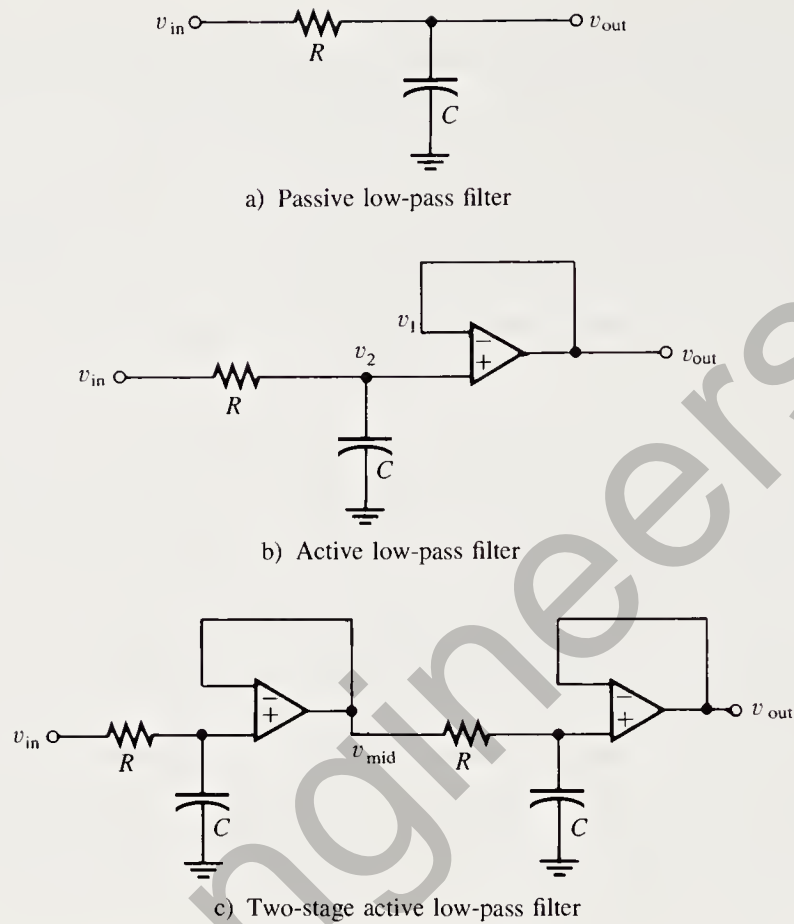 v_in R v_out
C
a) Passive low-pass filter
v_1
−
v_in R v_2 + v_out
C
b) Active low-pass filter
− −
v_in R + v_mid R + v_out
C C
c) Two-stage active low-pass filter
ngineers